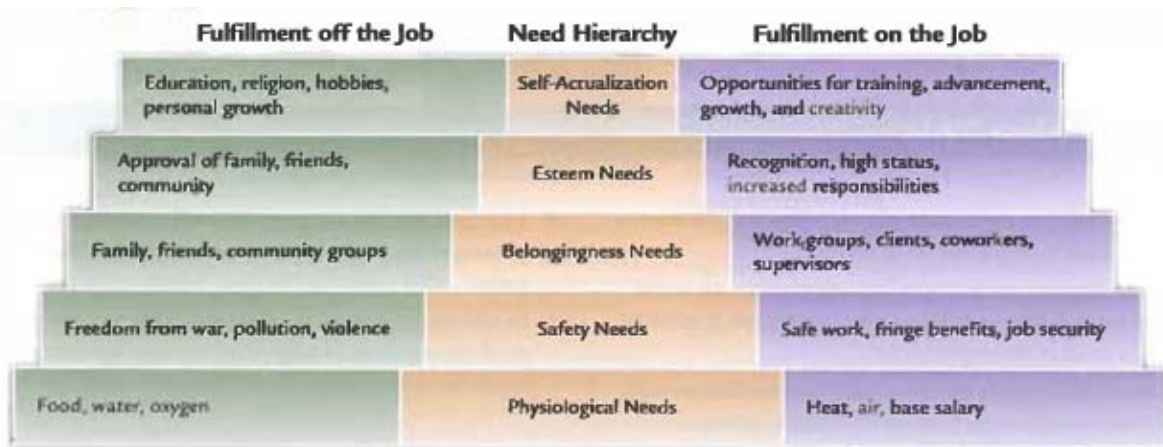 Fulfillment off the Job Need Hierarchy Fulfillment on the Job
Education, religion, hobbies,
personal growth
Self-Actualization
Needs
Opportunities for training, advancement,
growth, and creativity
Approval of family, friends,
community
Esteem Needs
Recognition, high status,
increased responsibilities
Family, friends, community groups
Belongingness Needs
Work groups, clients, coworkers,
supervisors
Freedom from war, pollution, violence
Safety Needs
Safe work, fringe benefits, job security
Food, water, oxygen
Physiological Needs
Heat, air, base salary